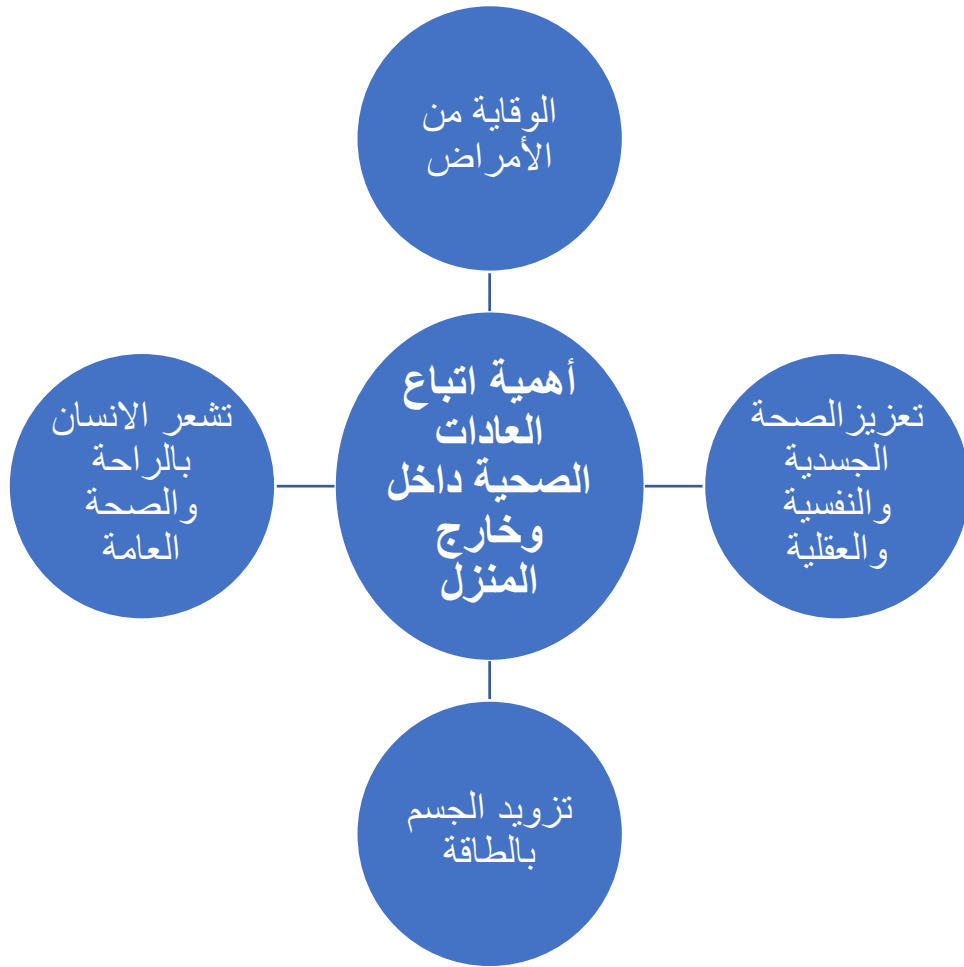 الوقاية من
الأمراض
أهمية اتباع
العادات
الصحية داخل
وخارج
المنزل
تعزيز الصحة
الجسدية
والنفسية
والعقلية
تزويد الجسم
بالطاقة
تشعر الانسان
بالراحة
والصحة
العامة